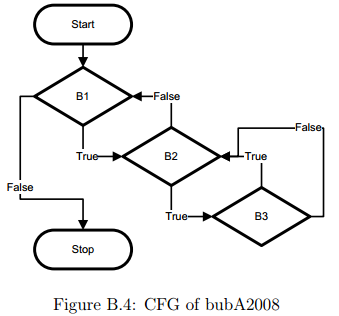 Start
B1
False
True
B2
True
False
True
B3
False
Stop
Figure B.4: CFG of bubA2008